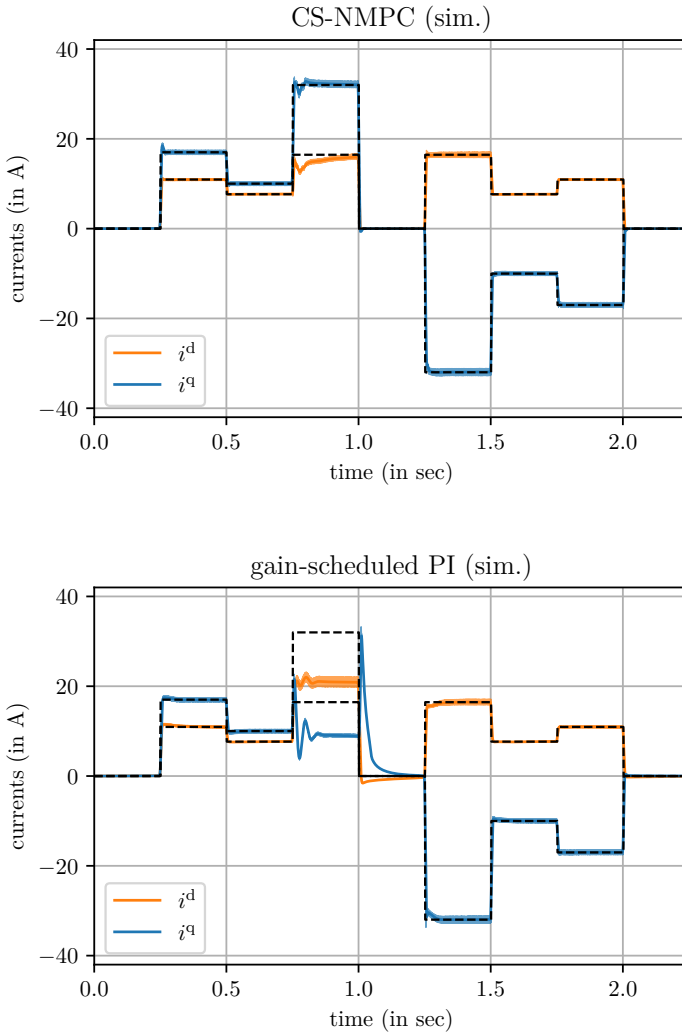 CS-NMPC (sim.)
40
20
0
−20
−40
currents (in A)
i^d
i^q
0.0 0.5 1.0 1.5 2.0
time (in sec)
gain-scheduled PI (sim.)
40
20
0
−20
−40
currents (in A)
i^d
i^q
0.0 0.5 1.0 1.5 2.0
time (in sec)